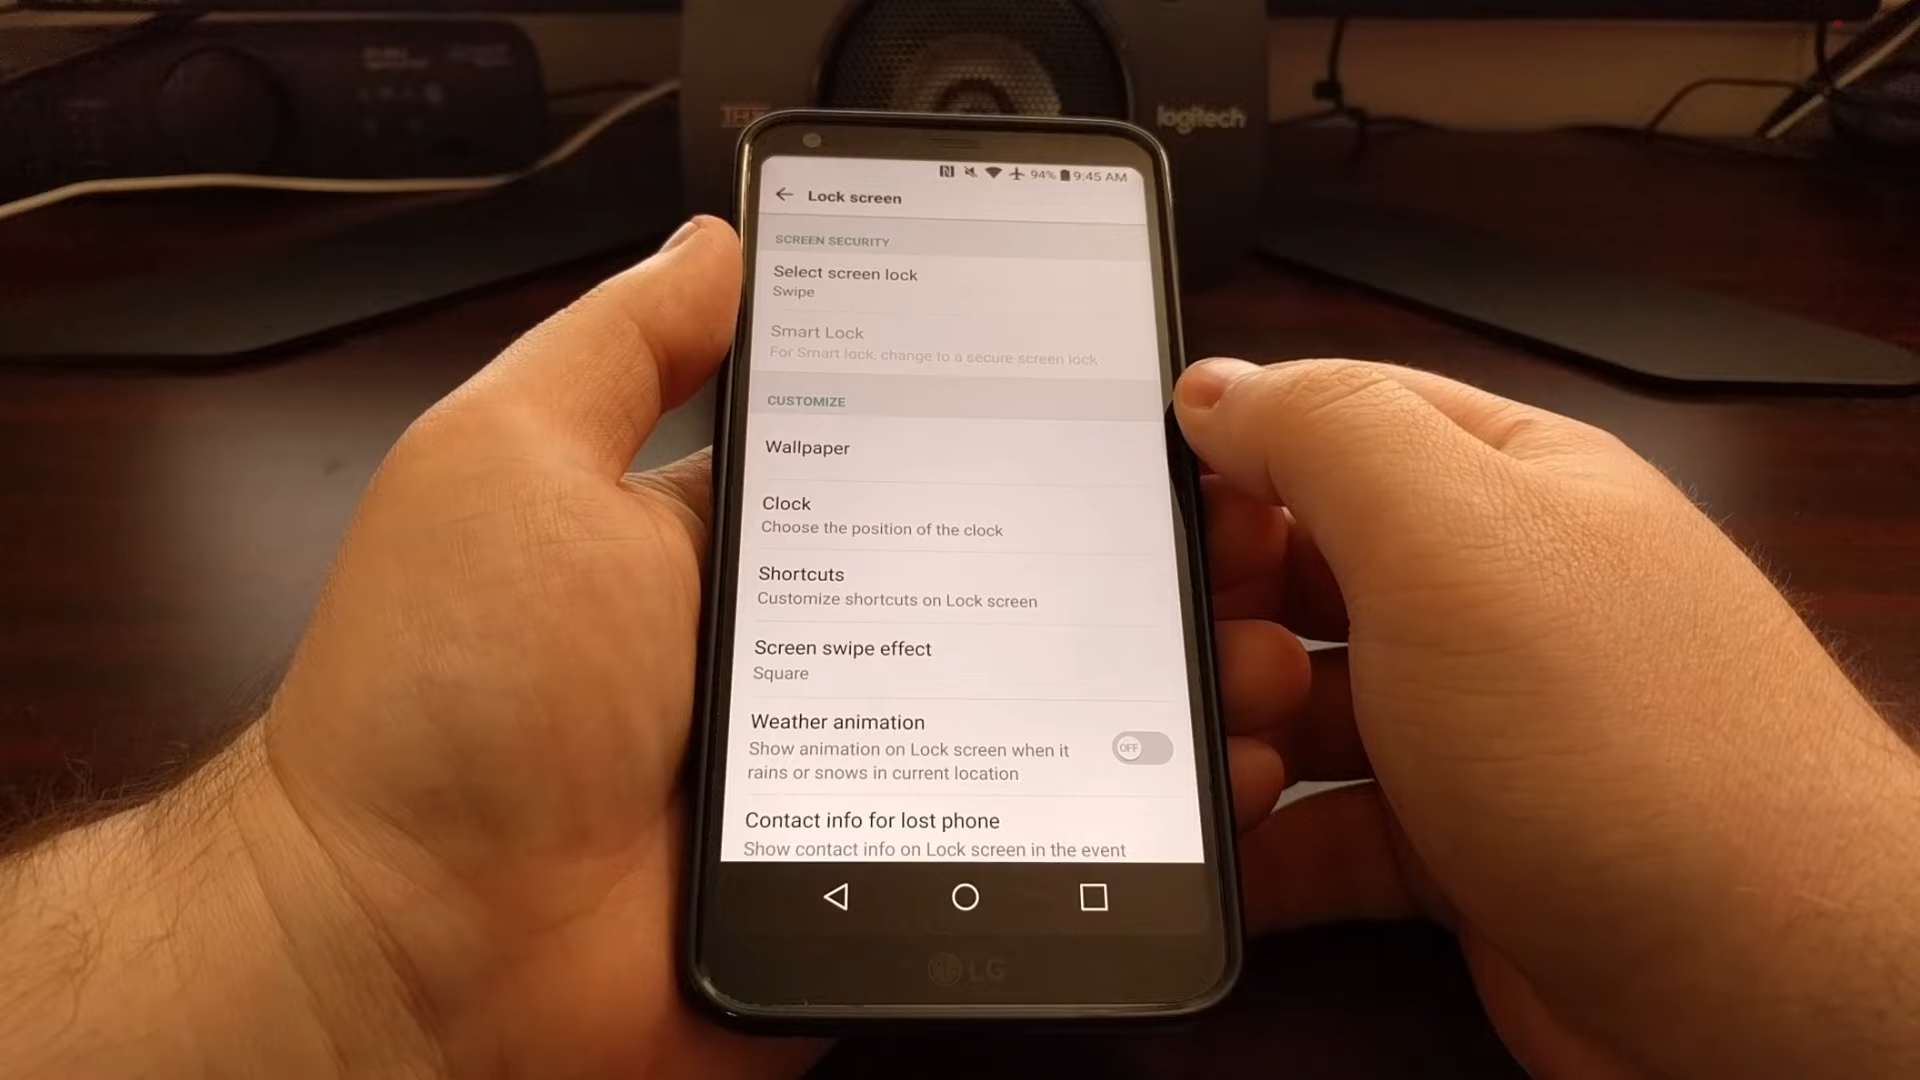 logitech
94% 9:45 AM
Lock screen
SCREEN SECURITY
Select screen lock
Swipe
Smart Lock
For Smart lock, change to a secure screen lock
CUSTOMIZE
Wallpaper
Clock
Choose the position of the clock
Shortcuts
Customize shortcuts on Lock screen
Screen swipe effect
Square
Weather animation
Show animation on Lock screen when it
OFF
rains or snows in current location
Contact info for lost phone
Show contact info on Lock screen in the event
LG